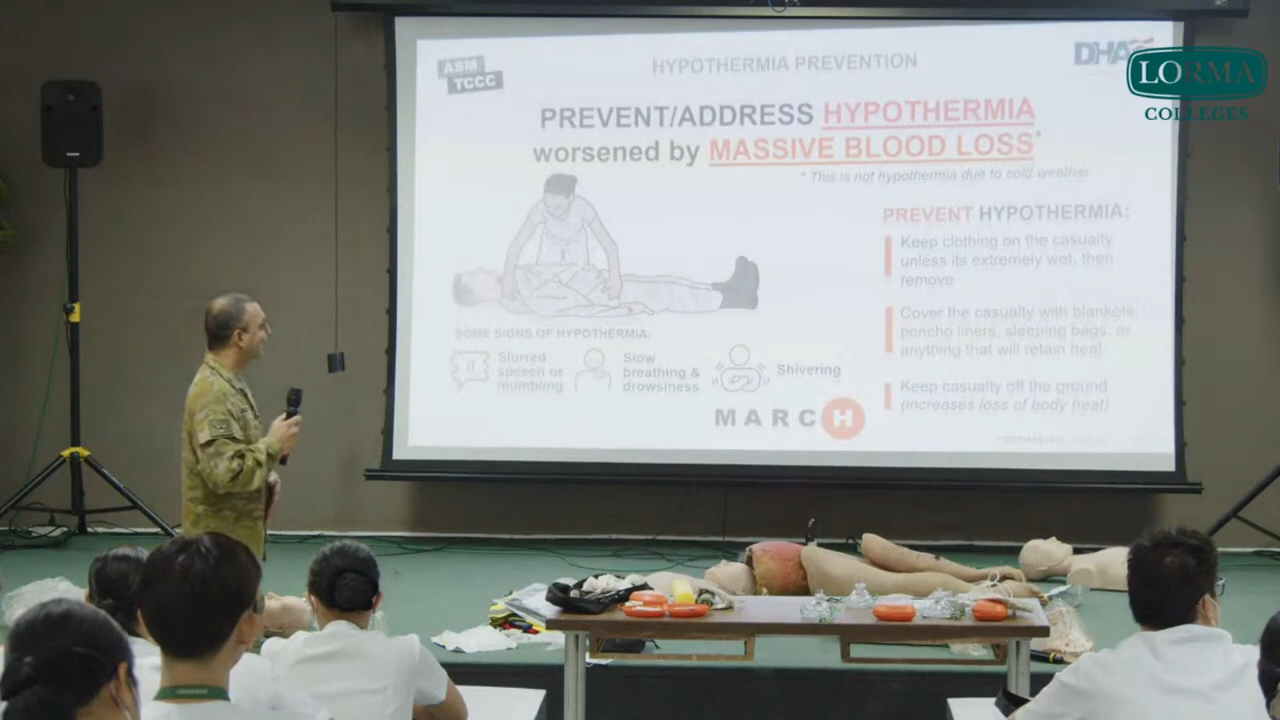 ASM
TCCC
HYPOTHERMIA PREVENTION
DHA
LORMA
COLLEGES
PREVENT/ADDRESS HYPOTHERMIA
worsened by MASSIVE BLOOD LOSS*
* This is not hypothermia due to cold weather
PREVENT HYPOTHERMIA:
Keep clothing on the casualty
unless its extremely wet, then
remove
Cover the casualty with blankets,
poncho liners, sleeping bags, or
anything that will retain heat
Keep casualty off the ground
(increases loss of body heat)
SOME SIGNS OF HYPOTHERMIA:
Slurred
speech or
mumbling
Slow
breathing &
drowsiness
Shivering
MARCH